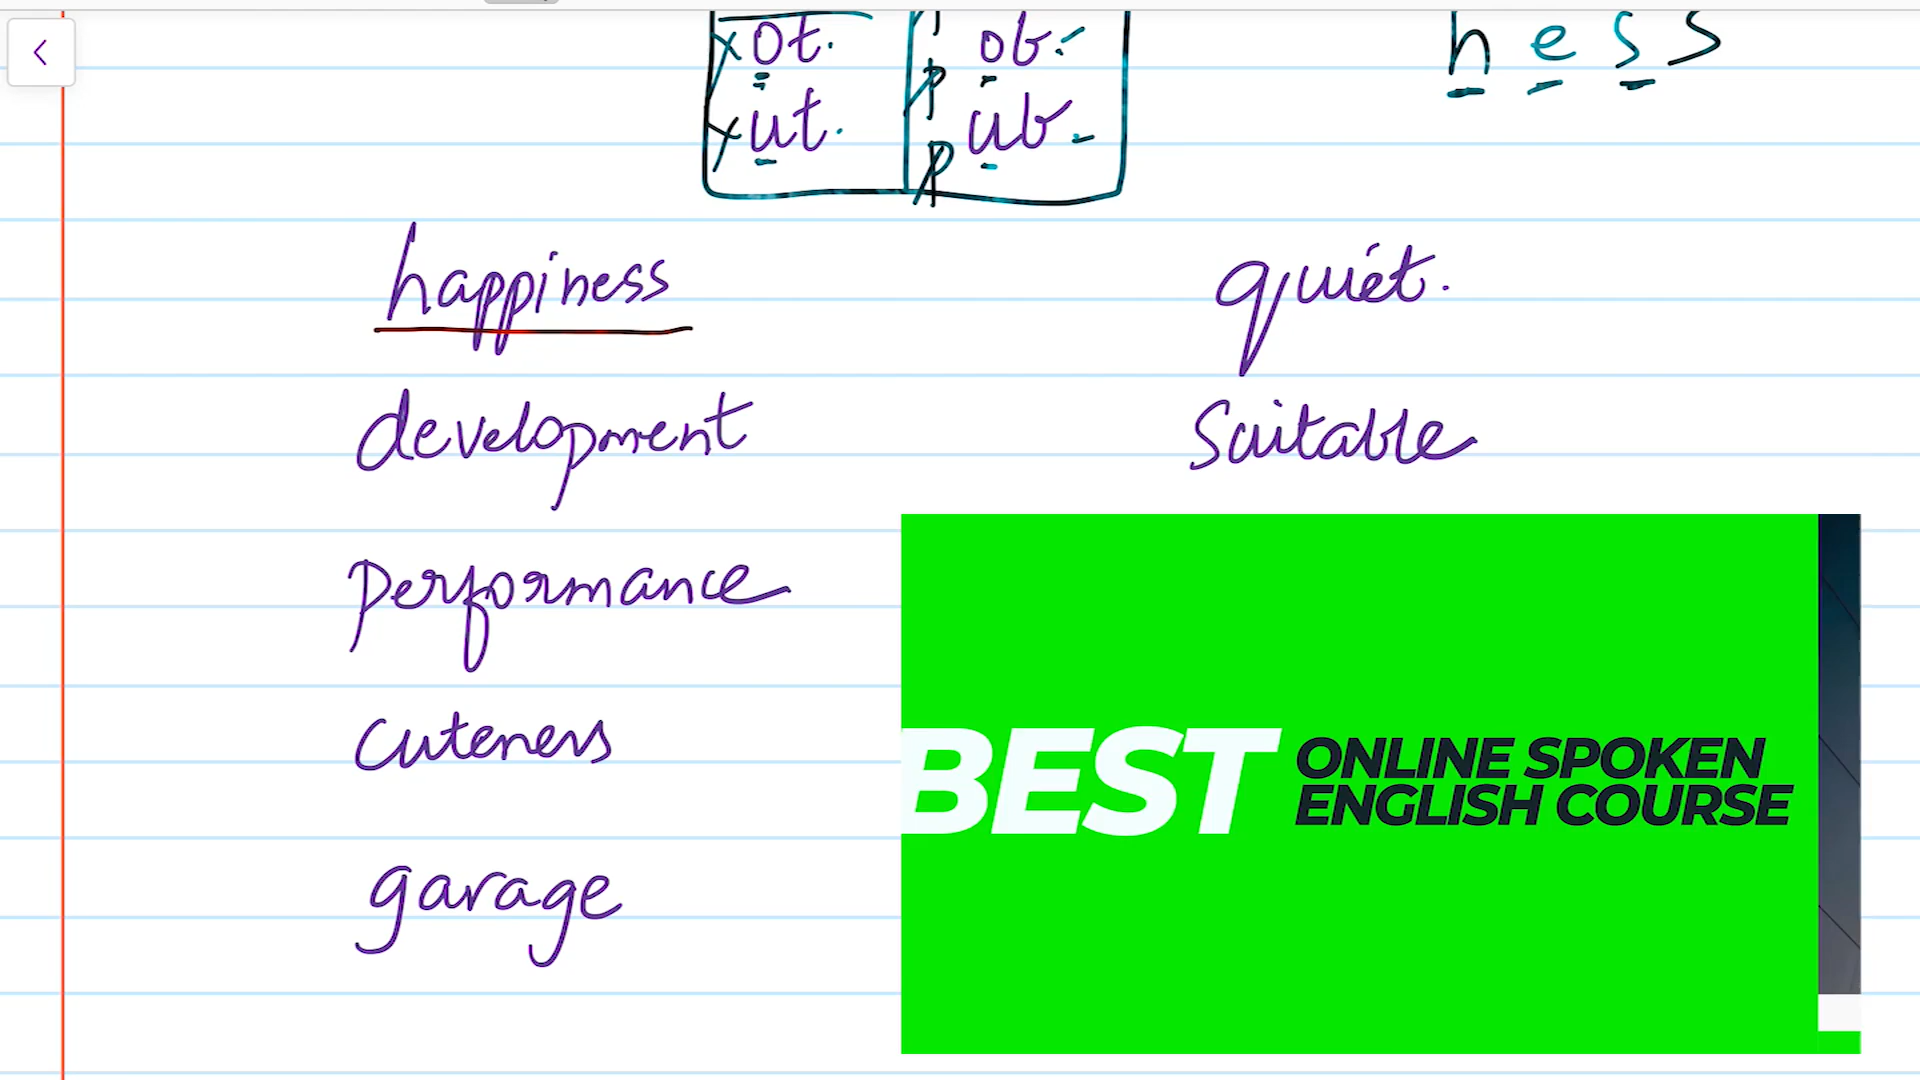 ot. ob.
ut. ub.
h e s s
happiness
quiet.
development
Suitable
performance
cuteness
garage
BEST ONLINE SPOKEN
ENGLISH COURSE